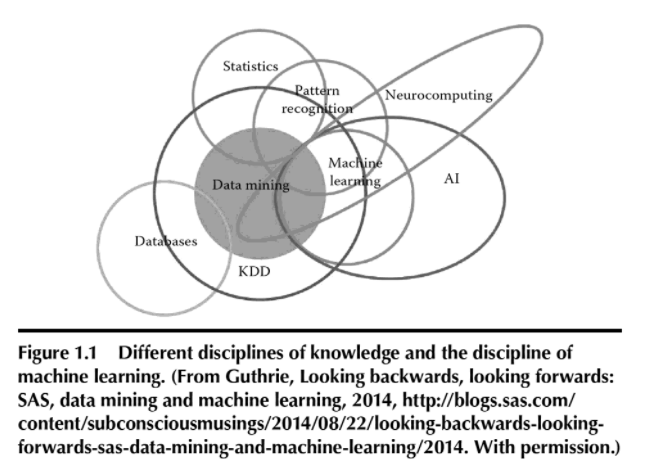 Statistics
Pattern
recognition
Neurocomputing
Machine
learning
Data mining
AI
Databases
KDD
Figure 1.1 Different disciplines of knowledge and the discipline of
machine learning. (From Guthrie, Looking backwards, looking forwards:
SAS, data mining and machine learning, 2014, http://blogs.sas.com/
content/subconsciousmusings/2014/08/22/looking-backwards-looking-
forwards-sas-data-mining-and-machine-learning/2014. With permission.)